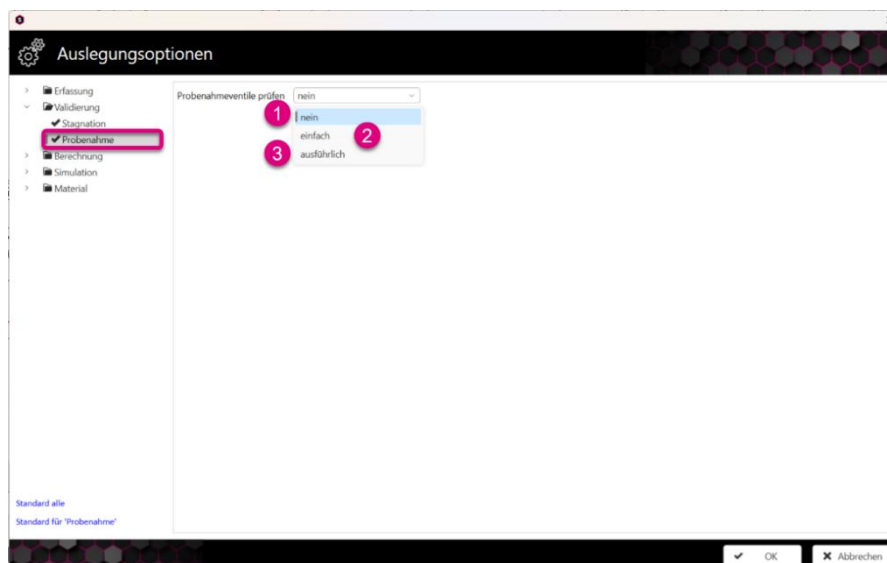 Auslegungsoptionen
Erfassung
Validierung
Stagnation
Probenahme
Berechnung
Simulation
Material
Probenahmeventile prüfen nein
1 nein
einfach 2
3 ausführlich
Standard alle
Standard für 'Probenahme'
OK Abbrechen